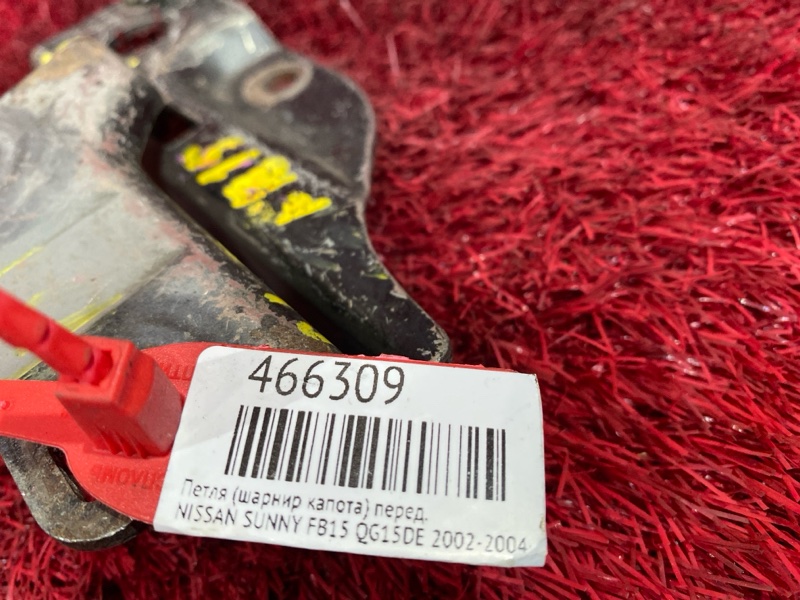 466309
Петля (шарнир капота) перед.
NISSAN SUNNY FB15 QG15DE 2002-2004